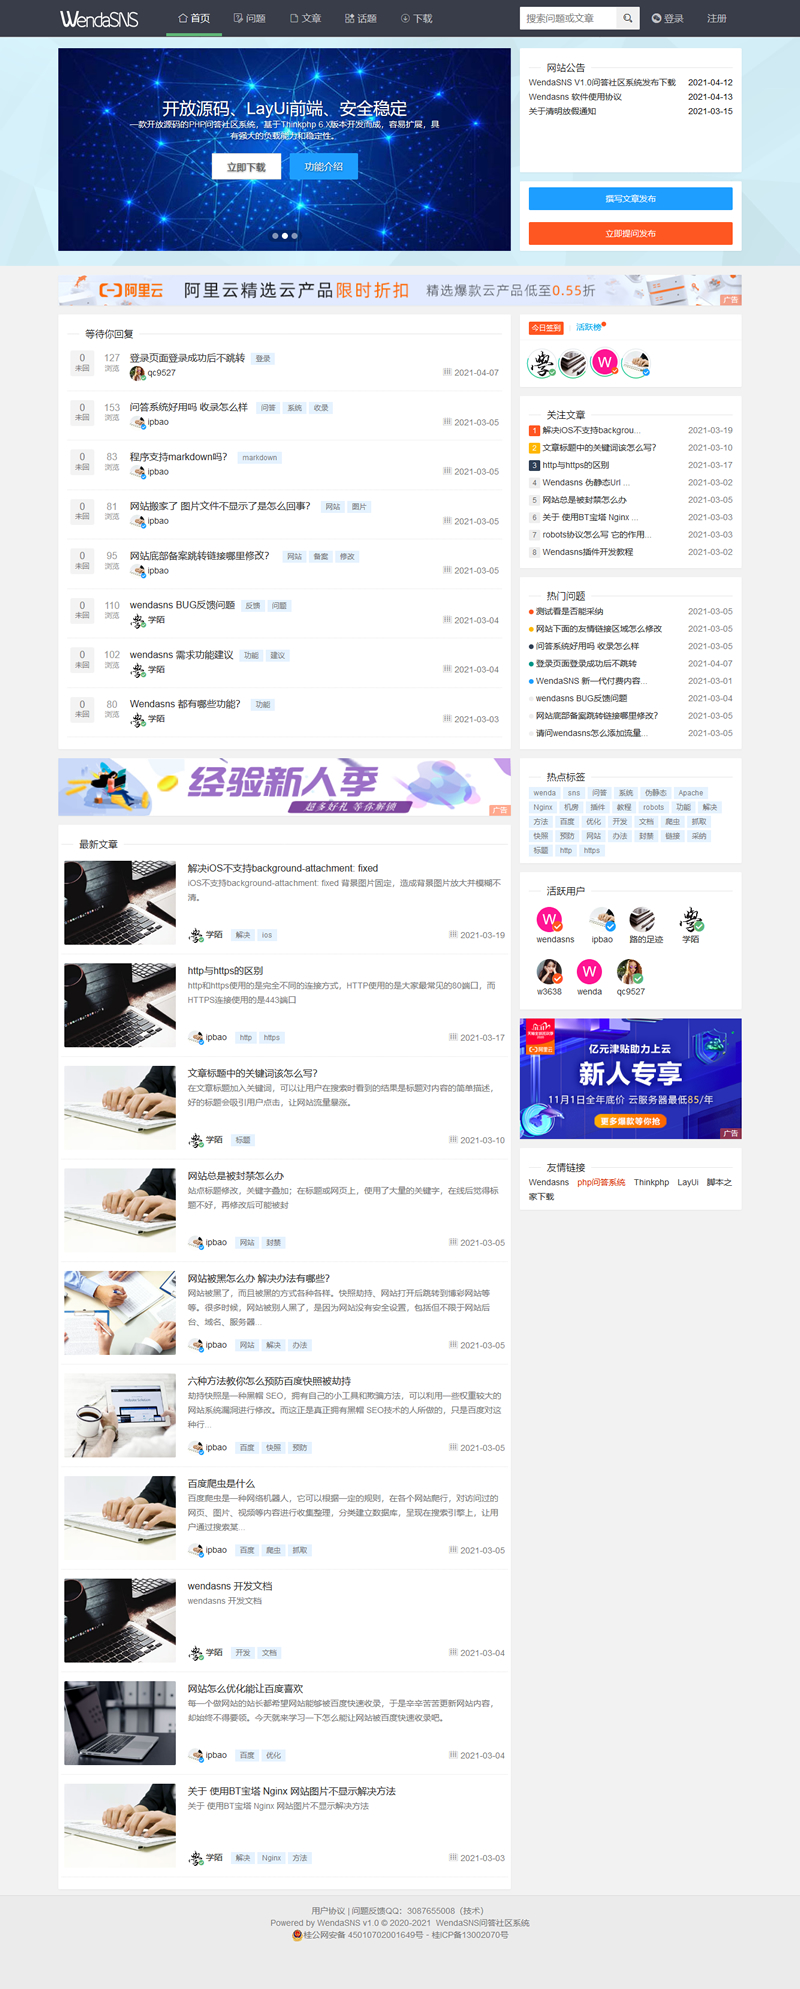 WendaSNS
首页
问题
文章
话题
下载
搜索问题或文章
登录
注册
开放源码、LayUi前端、安全稳定
一款开放源码的PHP问答社区系统，基于Thinkphp 6.X版本开发而成，容易扩展，具
有强大的负载能力和稳定性。
立即下载
功能介绍
网站公告
WendaSNS V1.0问答社区系统发布下载 2021-04-12
Wendasns 软件使用协议 2021-04-13
关于清明放假通知 2021-03-15
撰写文章发布
立即提问发布
阿里云 阿里云精选云产品限时折扣 精选爆款云产品低至0.55折
广告
等待你回复
0 未回 127 浏览 登录页面登录成功后不跳转 登录
qc9527 2021-04-07
0 未回 153 浏览 问答系统好用吗 收录怎么样 问答 系统 收录
ipbao 2021-03-05
0 未回 83 浏览 程序支持markdown吗? markdown
ipbao 2021-03-05
0 未回 81 浏览 网站搬家了 图片文件不显示了是怎么回事? 网站 图片
ipbao 2021-03-05
0 未回 95 浏览 网站底部备案跳转链接哪里修改? 网站 备案 修改
ipbao 2021-03-05
0 未回 110 浏览 wendasns BUG反馈问题 反馈 问题
学陌 2021-03-04
0 未回 102 浏览 wendasns 需求功能建议 功能 建议
学陌 2021-03-04
0 未回 80 浏览 Wendasns 都有哪些功能? 功能
学陌 2021-03-03
经验新人季
超多好礼 等你解锁
广告
最新文章
解决iOS不支持background-attachment: fixed
iOS不支持background-attachment: fixed 背景图片固定，造成背景图片放大并模糊不
清。
学陌 解决 ios 2021-03-19
http与https的区别
http和https使用的是完全不同的连接方式，HTTP使用的是大家最常见的80端口，而
HTTPS连接使用的是443端口
ipbao http https 2021-03-17
文章标题中的关键词该怎么写?
在文章标题加入关键词，可以让用户在搜索时看到的结果是标题对内容的简单描述，
好的标题会吸引用户点击，让网站流量暴涨。
学陌 标题 2021-03-10
网站总是被封禁怎么办
站点标题修改，关键字叠加；在标题或网页上，使用了大量的关键字，在线后觉得标
题不好，再修改后可能被封
ipbao 网站 封禁 2021-03-05
网站被黑怎么办 解决办法有哪些?
网站被黑了，而且被黑的方式各种各样。快照劫持、网站打开后跳转到博彩网站等
等。很多时候，网站被别人黑了，是因为网站没有安全设置，包括但不限于网站后
台、域名、服务器...
ipbao 网站 解决 办法 2021-03-05
六种方法教你怎么预防百度快照被劫持
劫持快照是一种黑帽 SEO，拥有自己的小工具和欺骗方法，可以利用一些权重较大的
网站系统漏洞进行修改。而这正是真正拥有黑帽 SEO技术的人所做的，只是百度对这
种行...
ipbao 百度 快照 预防 2021-03-05
百度爬虫是什么
百度爬虫是一种网络机器人，它可以根据一定的规则，在各个网站爬行，对访问过的
网页、图片、视频等内容进行收集整理，分类建立数据库，呈现在搜索引擎上，让用
户通过搜索某...
ipbao 百度 爬虫 抓取 2021-03-05
wendasns 开发文档
wendasns 开发文档
学陌 开发 文档 2021-03-04
网站怎么优化能让百度喜欢
每一个做网站的站长都希望网站能够被百度快速收录，于是辛辛苦苦更新网站内容，
却始终不得要领。今天就来学习一下怎么能让网站被百度快速收录吧。
ipbao 百度 优化 2021-03-04
关于 使用BT宝塔 Nginx 网站图片不显示解决方法
关于 使用BT宝塔 Nginx 网站图片不显示解决方法
学陌 解决 Nginx 方法 2021-03-03
今日签到 活跃榜
关注文章
1 解决iOS不支持backgrou... 2021-03-19
2 文章标题中的关键词该怎么写? 2021-03-10
3 http与https的区别 2021-03-17
4 Wendasns 伪静态Url ... 2021-03-02
5 网站总是被封禁怎么办 2021-03-05
6 关于 使用BT宝塔 Nginx ... 2021-03-03
7 robots协议怎么写 它的作用... 2021-03-03
8 Wendasns插件开发教程 2021-03-02
热门问题
测试看是否能采纳 2021-03-05
网站下面的友情链接区域怎么修改 2021-03-05
问答系统好用吗 收录怎么样 2021-03-05
登录页面登录成功后不跳转 2021-04-07
WendaSNS 新一代付费内容... 2021-03-01
wendasns BUG反馈问题 2021-03-04
网站底部备案跳转链接哪里修改? 2021-03-05
请问wendasns怎么添加流量... 2021-03-05
热点标签
wenda sns 问答 系统 伪静态 Apache
Nginx 机房 插件 教程 robots 功能 解决
方法 百度 优化 开发 文档 爬虫 抓取
快照 预防 网站 办法 封禁 链接 采纳
标题 http https
活跃用户
wendasns ipbao 路的足迹 学陌
w3638 wenda qc9527
阿里云
亿元津贴助力上云
新人专享
11月1日全年底价 云服务器最低85/年
更多爆款等你抢
广告
友情链接
Wendasns php问答系统 Thinkphp LayUi 脚本之
家下载
用户协议 | 问题反馈QQ：3087655008（技术）
Powered by WendaSNS v1.0 © 2020-2021 WendaSNS问答社区系统
桂公网安备 45010702001649号 - 桂ICP备13002070号